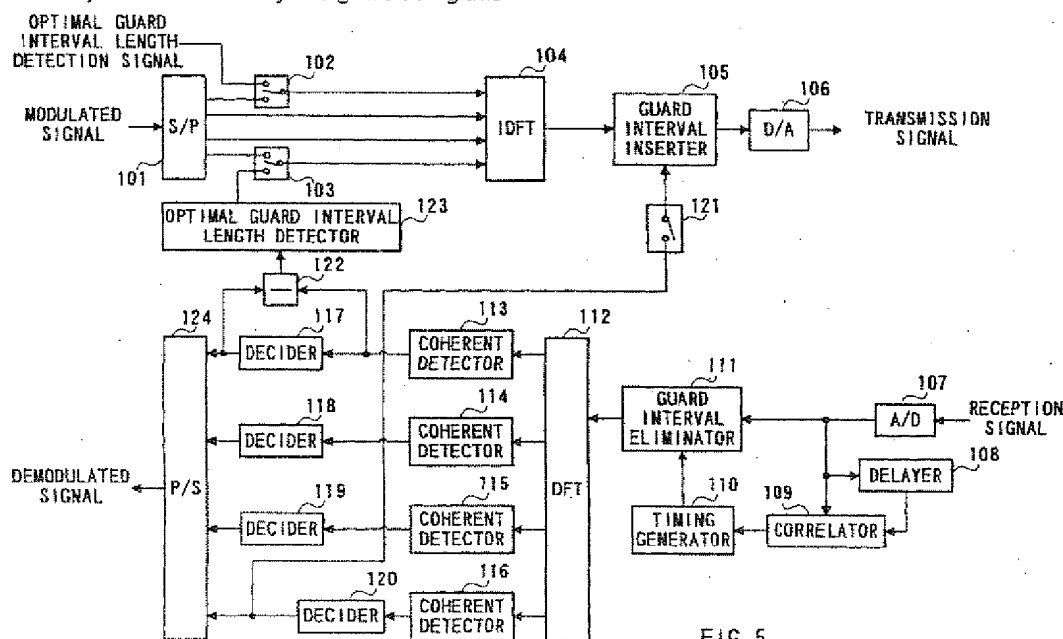 OPTIMAL GUARD
INTERVAL LENGTH
DETECTION SIGNAL
102
104
105
106
MODULATED
SIGNAL
S/P
101
103
IDFT
GUARD
INTERVAL
INSERTER
D/A
TRANSMISSION
SIGNAL
123
OPTIMAL GUARD INTERVAL
LENGTH DETECTOR
121
122
124
117
DECIDER
113
COHERENT
DETECTOR
112
111
GUARD
INTERVAL
ELIMINATOR
107
A/D
RECEPTION
SIGNAL
118
DECIDER
114
COHERENT
DETECTOR
108
DELAYER
DEMODULATED
SIGNAL
P/S
DFT
119
DECIDER
115
COHERENT
DETECTOR
110
TIMING
GENERATOR
109
CORRELATOR
120
DECIDER
116
COHERENT
DETECTOR
FIG.5